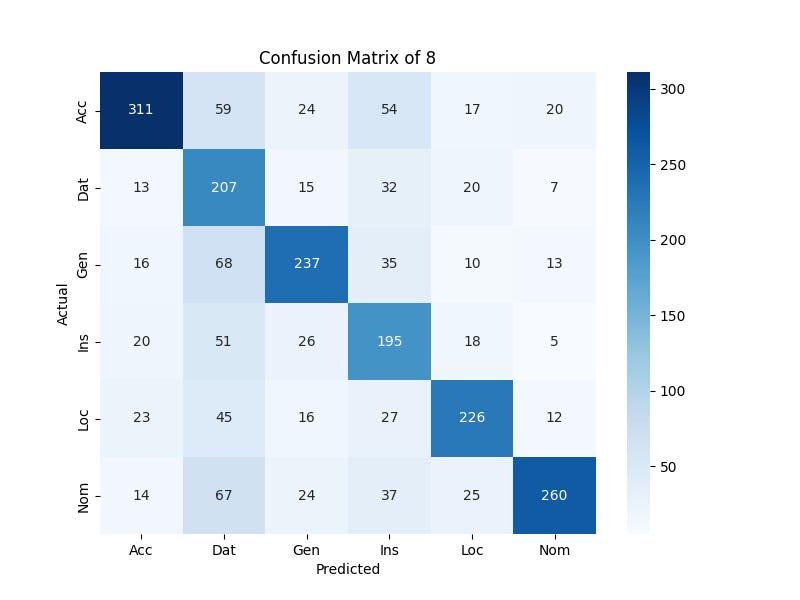 Confusion Matrix of 8
Acc 311 59 24 54 17 20
Dat 13 207 15 32 20 7
Gen 16 68 237 35 10 13
Ins 20 51 26 195 18 5
Loc 23 45 16 27 226 12
Nom 14 67 24 37 25 260
Acc Dat Gen Ins Loc Nom
Predicted
Actual
300
250
200
150
100
50